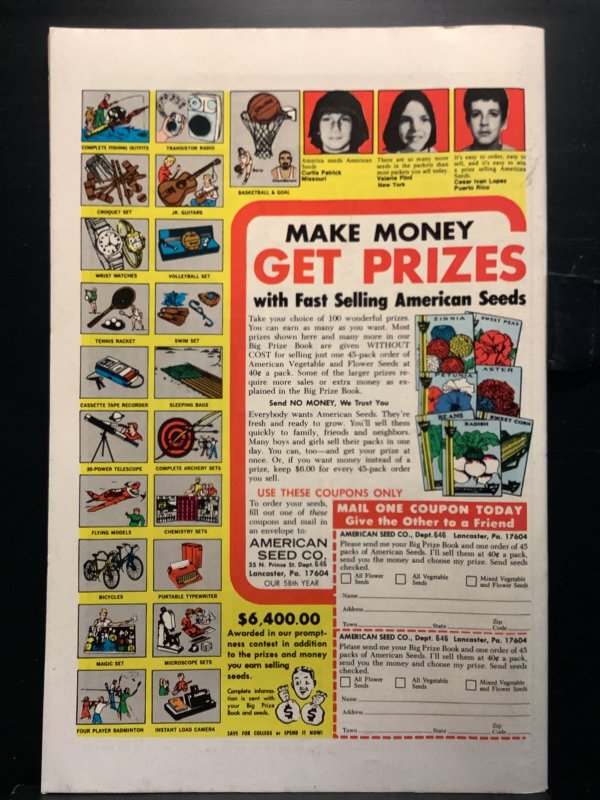 COMPLETE FISHING OUTFITS
TRANSISTOR RADIO
CROQUET SET
JR. GUITARS
WRIST WATCHES
VOLLEYBALL SET
TENNIS RACKET
SWIM SET
CASSETTE TAPE RECORDER
SLEEPING BAGS
30-POWER TELESCOPE
COMPLETE ARCHERY SETS
FLYING MODELS
CHEMISTRY SETS
BICYCLES
PORTABLE TYPEWRITER
MAGIC SET
MICROSCOPE SETS
FOUR PLAYER BADMINTON
INSTANT LOAD CAMERA
BASKETBALL & GOAL
America needs American
Seeds
Curtis Patrick
Missouri
There are so many more
seeds in the packets than
most packets you sell today.
Valerie Flini
New York
It's easy to order, easy to
sell, and it's easy to win
a prize selling American
Seeds.
Cesar Ivan Lopez
Puerto Rico
MAKE MONEY
GET PRIZES
with Fast Selling American Seeds
Take your choice of 100 wonderful prizes.
You can earn as many as you want. Most
prizes shown here and many more in our
Big Prize Book are given WITHOUT
COST for selling just one 45-pack order of
American Vegetable and Flower Seeds at
40¢ a pack. Some of the larger prizes re-
quire more sales or extra money as ex-
plained in the Big Prize Book.
Send NO MONEY, We Trust You
Everybody wants American Seeds. They're
fresh and ready to grow. You'll sell them
quickly to family, friends and neighbors.
Many boys and girls sell their packs in one
day. You can, too—and get your prize at
once. Or, if you want money instead of a
prize, keep $6.00 for every 45-pack order
you sell.
ZINNIA
SWEET PEAS
PETUNIA
ASTER
BEANS
RADISH
SWEET CORN
USE THESE COUPONS ONLY
To order your seeds,
fill out one of these
coupons and mail in
an envelope to:
AMERICAN
SEED CO.
35 N. Prince St. Dept. 646
Lancaster, Pa. 17604
OUR 58th YEAR
$6,400.00
Awarded in our prompt-
ness contest in addition
to the prizes and money
you earn selling
seeds.
Complete informa-
tion is sent with
your Big Prize
Book and seeds.
$ $
SAVE FOR COLLEGE or SPEND IT NOW!
MAIL ONE COUPON TODAY
Give the Other to a Friend
AMERICAN SEED CO., Dept. 646 Lancaster, Pa. 17604
Please send me your Big Prize Book and one order of 45
packs of American Seeds. I'll sell them at 40¢ a pack,
send you the money and choose my prize. Send seeds
checked.
All Flower
Seeds
All Vegetable
Seeds
Mixed Vegetable
and Flower Seeds
Name
Address
Town State Zip
Code
AMERICAN SEED CO., Dept. 646 Lancaster, Pa. 17604
Please send me your Big Prize Book and one order of 45
packs of American Seeds. I'll sell them at 40¢ a pack,
send you the money and choose my prize. Send seeds
checked.
All Flower
Seeds
All Vegetable
Seeds
Mixed Vegetable
and Flower Seeds
Name
Address
Town State Zip
Code